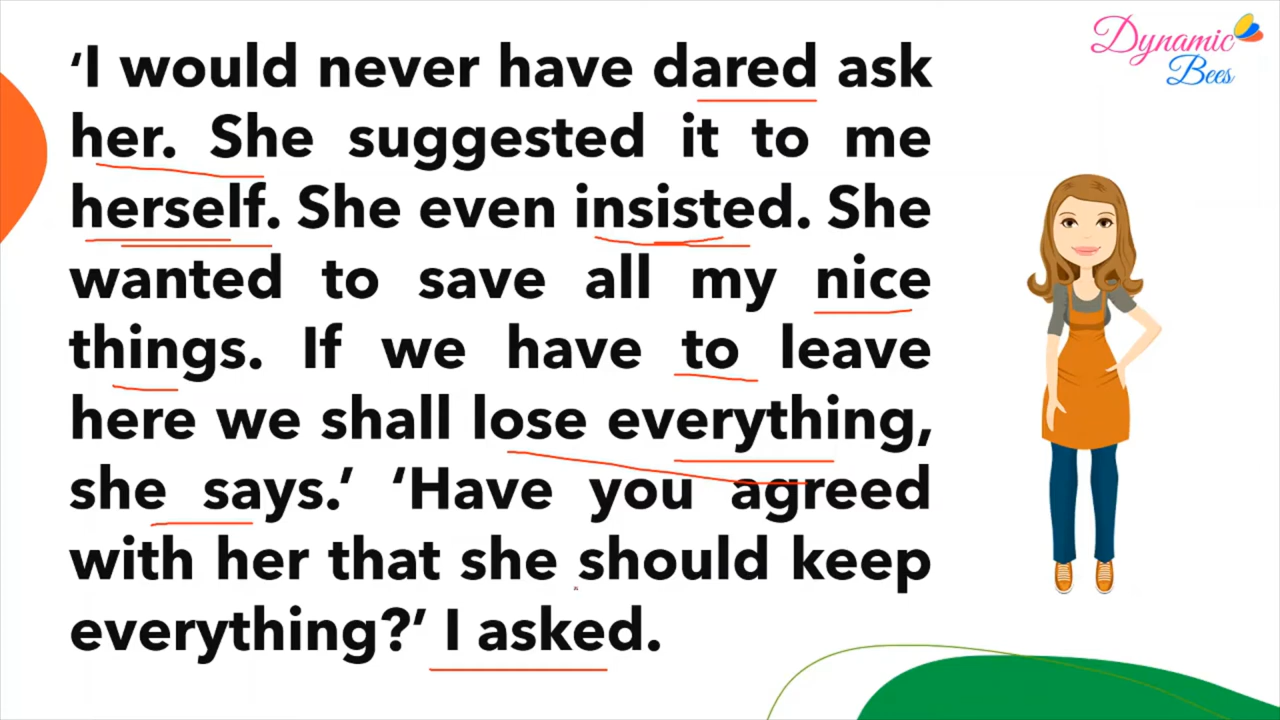 Dynamic
Bees
‘I would never have dared ask
her. She suggested it to me
herself. She even insisted. She
wanted to save all my nice
things. If we have to leave
here we shall lose everything,
she says.’ ‘Have you agreed
with her that she should keep
everything?’ I asked.